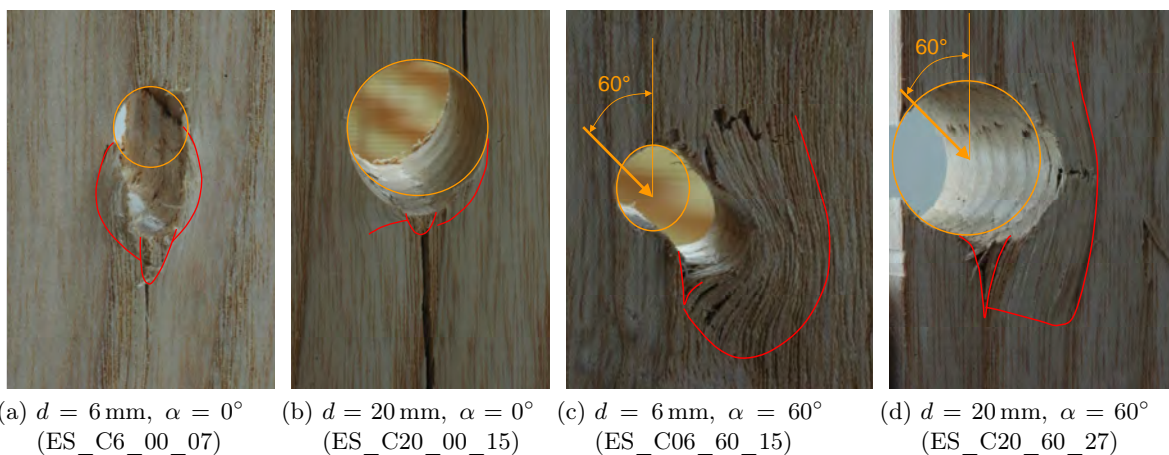 60°
60°
(a) d = 6 mm, α = 0°
(ES_C6_00_07)
(b) d = 20 mm, α = 0°
(ES_C20_00_15)
(c) d = 6 mm, α = 60°
(ES_C06_60_15)
(d) d = 20 mm, α = 60°
(ES_C20_60_27)